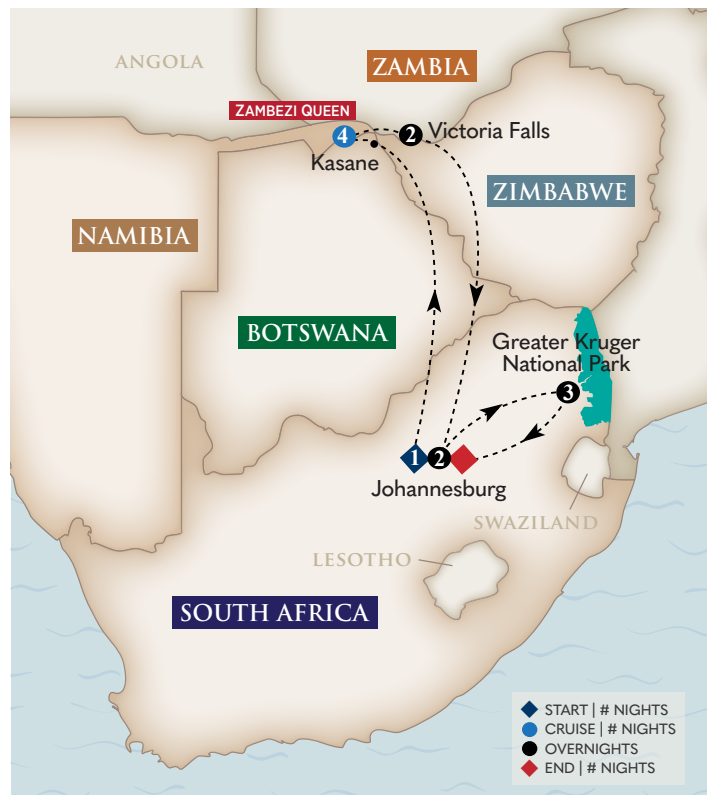 ANGOLA
ZAMBIA
ZAMBEZI QUEEN
4
2
Victoria Falls
Kasane
ZIMBABWE
NAMIBIA
BOTSWANA
Greater Kruger
National Park
3
1
2
Johannesburg
SWAZILAND
LESOTHO
SOUTH AFRICA
START | # NIGHTS
CRUISE | # NIGHTS
OVERNIGHTS
END | # NIGHTS